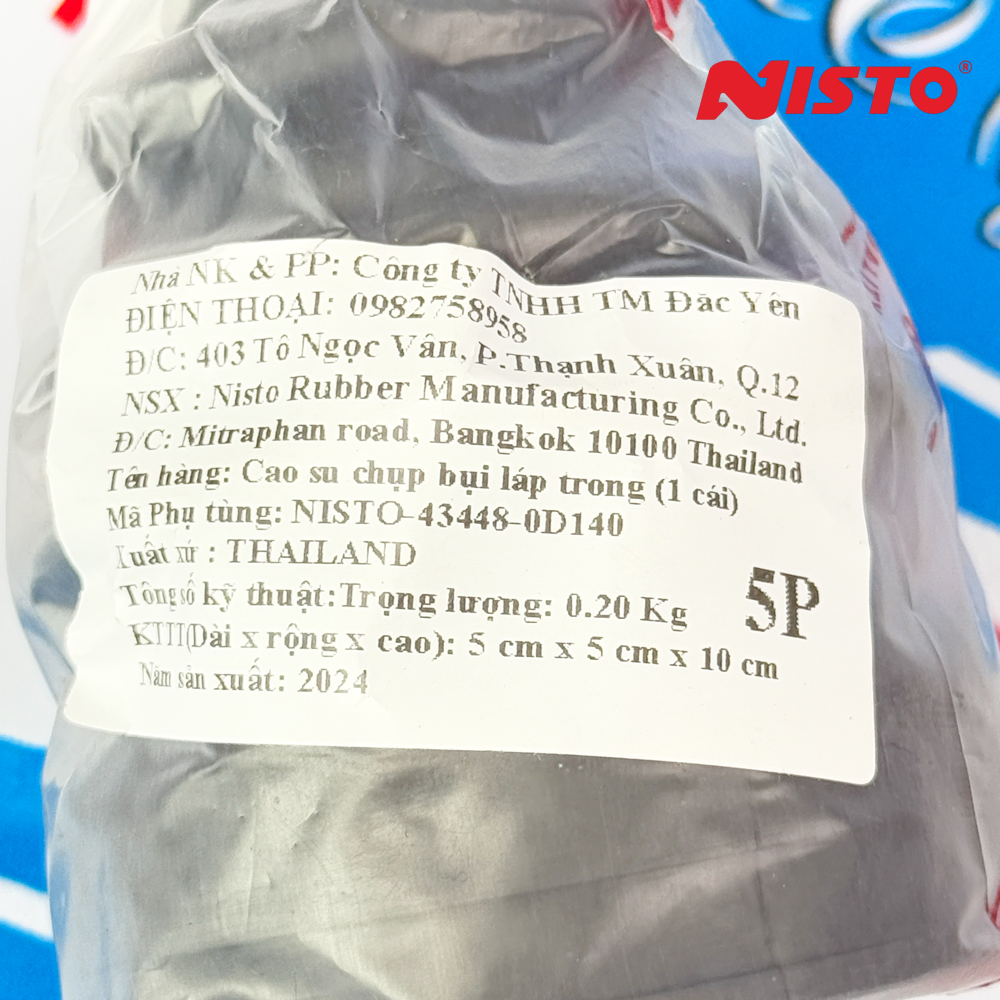 NISTO®
Nhà NK & PP: Công ty TNHH TM Đăc Yên
ĐIỆN THOẠI: 0982758958
Đ/C: 403 Tô Ngọc Vân, P.Thạnh Xuân, Q.12
NSX : Nisto Rubber Manufacturing Co., Ltd.
Đ/C: Mitraphan road, Bangkok 10100 Thailand
Tên hàng: Cao su chụp bụi láp trong (1 cái)
Mã Phụ tùng: NISTO-43448-0D140
Xuất xứ : THAILAND
Tông số kỹ thuật:Trọng lượng: 0.20 Kg
5P
KTTT(Dài x rộng x cao): 5 cm x 5 cm x 10 cm
Năm sản xuất: 2024